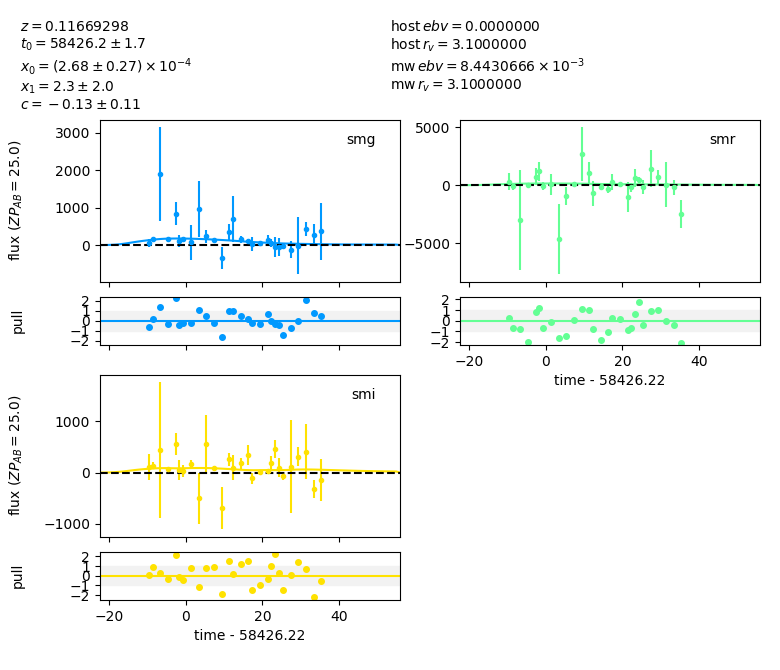 z = 0.11669298
t₀ = 58426.2 ± 1.7
x₀ = (2.68 ± 0.27) × 10⁻⁴
x₁ = 2.3 ± 2.0
c = −0.13 ± 0.11
host ebv = 0.0000000
host rᵥ = 3.1000000
mw ebv = 8.4430666 × 10⁻³
mw rᵥ = 3.1000000
smg
flux (ZP_AB = 25.0)
3000
2000
1000
0
pull
2
1
0
−1
−2
smr
5000
0
−5000
2
1
0
−1
−2
−20 0 20 40
time - 58426.22
smi
flux (ZP_AB = 25.0)
1000
0
−1000
pull
2
1
0
−1
−2
−20 0 20 40
time - 58426.22